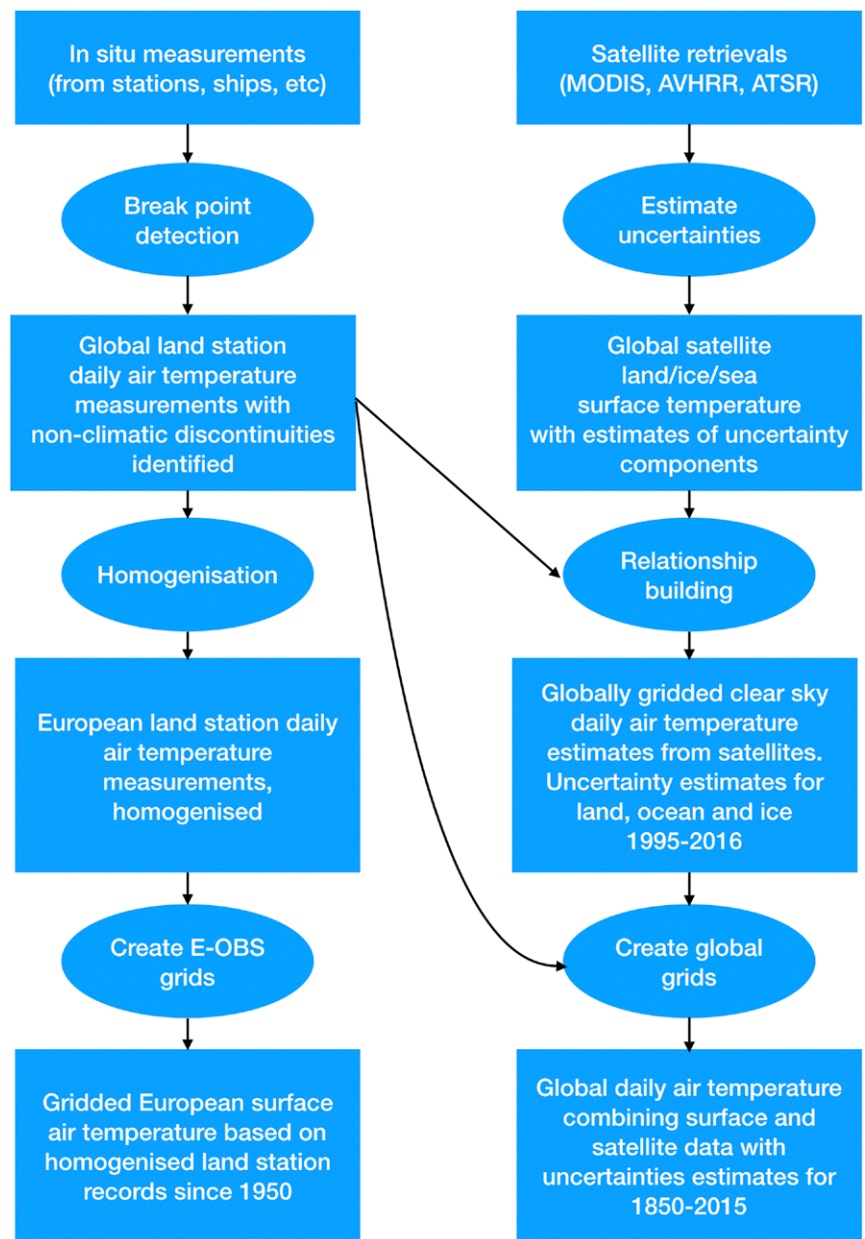 In situ measurements
(from stations, ships, etc)
Break point
detection
Global land station
daily air temperature
measurements with
non-climatic discontinuities
identified
Homogenisation
European land station daily
air temperature
measurements,
homogenised
Create E-OBS
grids
Gridded European surface
air temperature based on
homogenised land station
records since 1950
Satellite retrievals
(MODIS, AVHRR, ATSR)
Estimate
uncertainties
Global satellite
land/ice/sea
surface temperature
with estimates of uncertainty
components
Relationship
building
Globally gridded clear sky
daily air temperature
estimates from satellites.
Uncertainty estimates for
land, ocean and ice
1995-2016
Create global
grids
Global daily air temperature
combining surface and
satellite data with
uncertainties estimates for
1850-2015